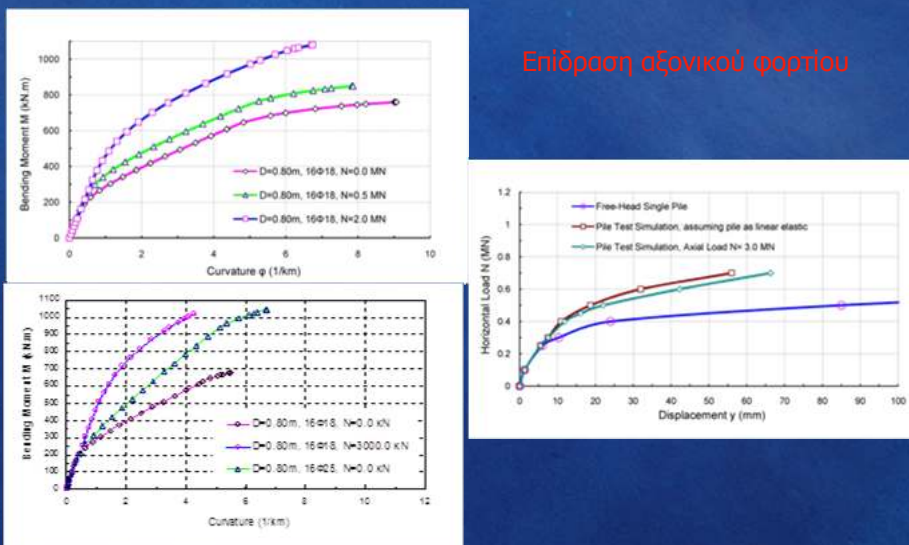 Επίδραση αξονικού φορτίου
1000
800
600
400
200
0
0 2 4 6 8 10
Bending Moment M (kN.m)
Curvature φ (1/km)
D=0.80m, 16Φ18, N=0.0 MN
D=0.80m, 16Φ18, N=0.5 MN
D=0.80m, 16Φ18, N=2.0 MN
1.2
1
0.8
0.6
0.4
0.2
0
0 10 20 30 40 50 60 70 80 90 100
Horizontal Load N (MN)
Displacement y (mm)
Free-Head Single Pile
Pile Test Simulation, assuming pile as linear elastic
Pile Test Simulation, Axial Load N= 3.0 MN
1100
1000
900
800
700
600
500
400
300
200
100
0
0 2 4 6 8 10 12
Bending Moment M (kN.m)
Curvature (1/km)
D=0.80m, 16Φ18, N=0.0 kN
D=0.80m, 16Φ18, N=3000.0 kN
D=0.80m, 16Φ25, N=0.0 kN